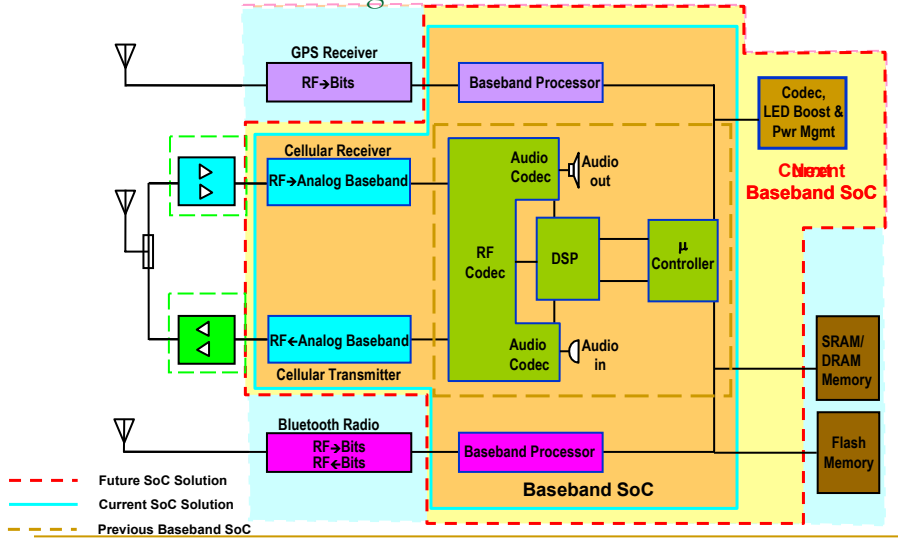 GPS Receiver
RF→Bits
Baseband Processor
Codec,
LED Boost &
Pwr Mgmt
Cellular Receiver
RF→Analog Baseband
Audio
Codec
Audio
out
Baseband SoC
RF
Codec
DSP
μ
Controller
RF←Analog Baseband
Cellular Transmitter
Audio
Codec
Audio
in
SRAM/
DRAM
Memory
Bluetooth Radio
RF→Bits
RF←Bits
Baseband Processor
Flash
Memory
Baseband SoC
Future SoC Solution
Current SoC Solution
Previous Baseband SoC